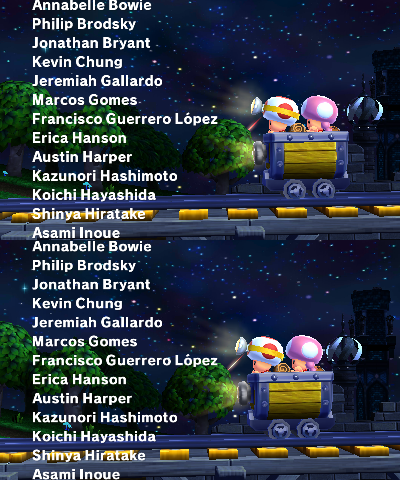 Annabelle Bowie
Philip Brodsky
Jonathan Bryant
Kevin Chung
Jeremiah Gallardo
Marcos Gomes
Francisco Guerrero López
Erica Hanson
Austin Harper
Kazunori Hashimoto
Koichi Hayashida
Shinya Hiratake
Asami Inoue
Annabelle Bowie
Philip Brodsky
Jonathan Bryant
Kevin Chung
Jeremiah Gallardo
Marcos Gomes
Francisco Guerrero López
Erica Hanson
Austin Harper
Kazunori Hashimoto
Koichi Hayashida
Shinya Hiratake
Asami Inoue